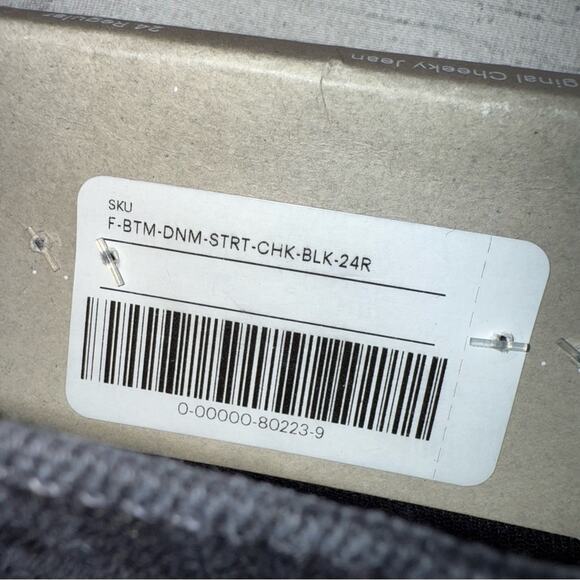 24 Regular
ginal Cheeky Jean
SKU
F-BTM-DNM-STRT-CHK-BLK-24R
0-00000-80223-9